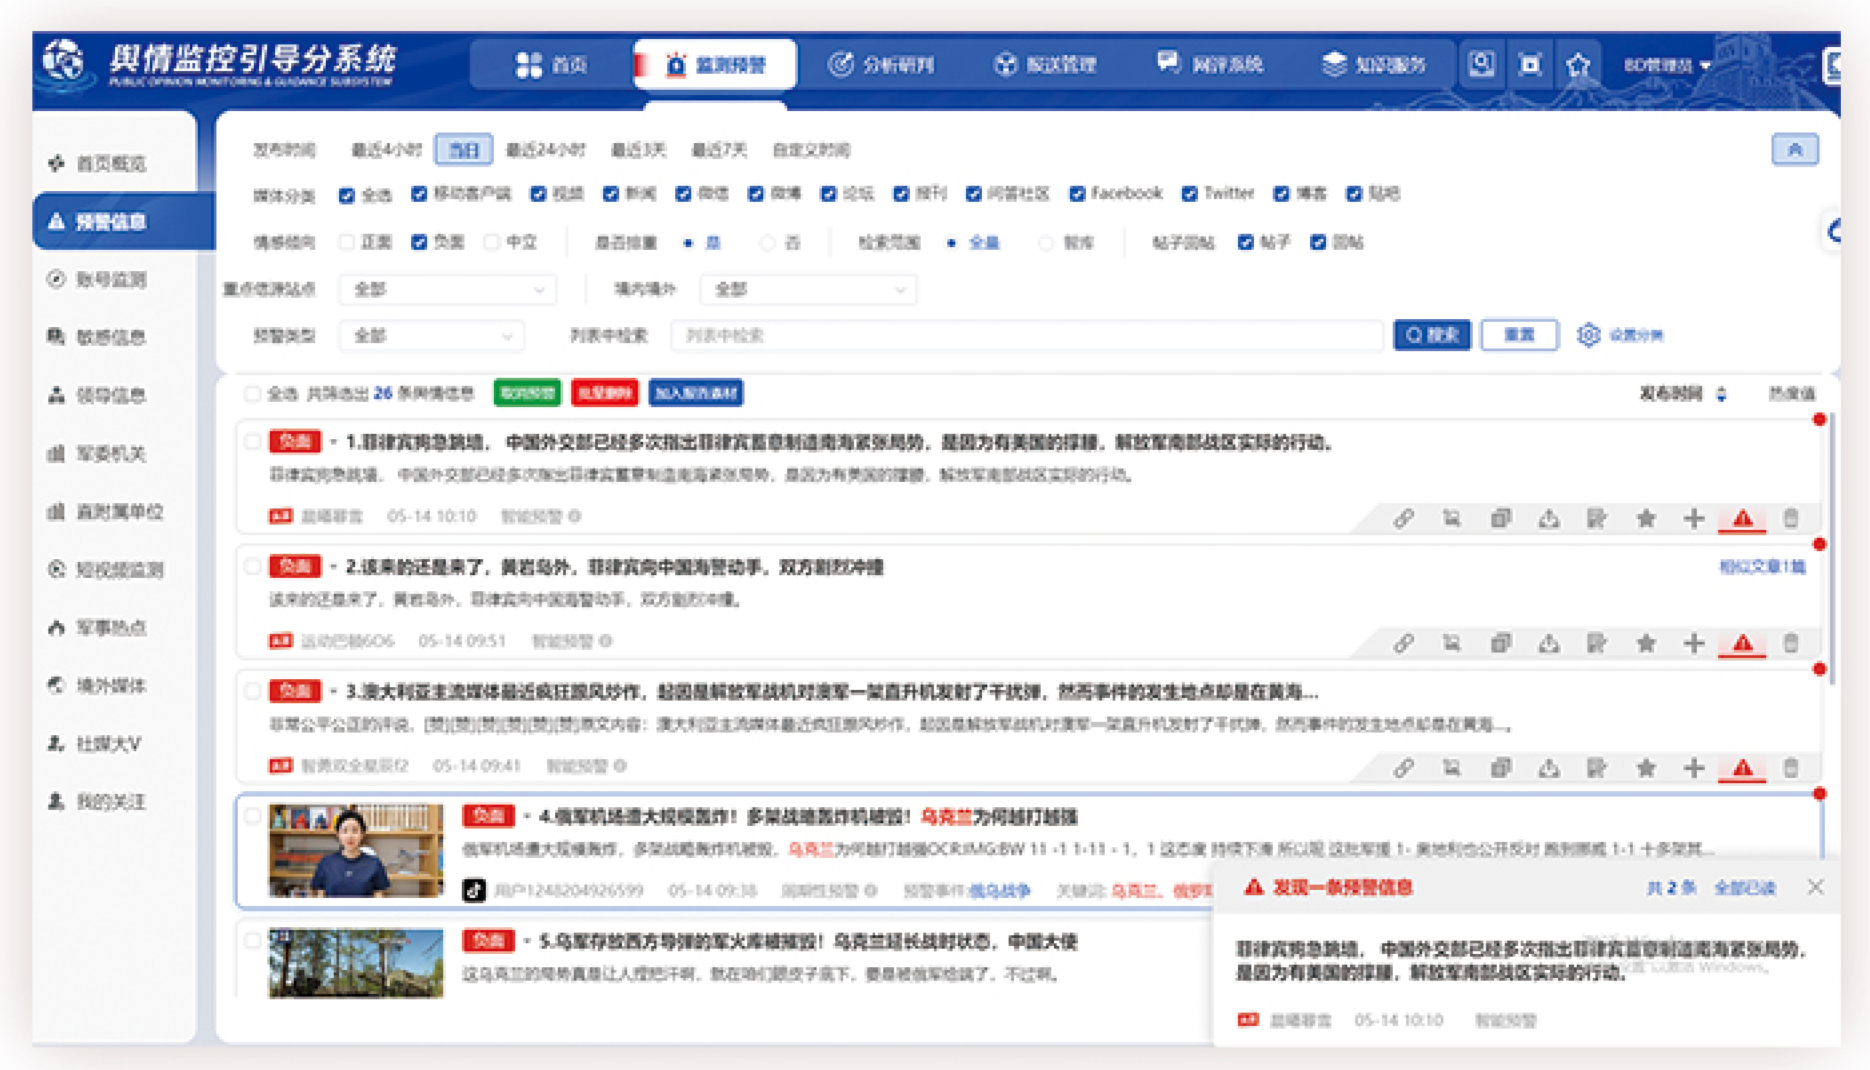 舆情监控引导分系统
PUBLIC OPINION MONITORING & GUIDANCE SUBSYSTEM
首页
监测预警
分析研判
报送管理
网评系统
知识服务
BD管理员
首页概览
预警信息
账号监测
敏感信息
领导信息
军委机关
直附属单位
短视频监测
军事热点
境外媒体
社媒大V
我的关注
发布时间 最近4小时 当日 最近24小时 最近3天 最近7天 自定义时间
媒体分类 全选 移动客户端 视频 新闻 微信 微博 论坛 报刊 问答社区 Facebook Twitter 博客 贴吧
情感倾向 正面 负面 中立 是否排重 是 否 检索范围 全量 智库 帖子回帖 帖子 回帖
重点信源站点 全部 境内境外 全部
预警类型 全部 列表中检索 列表中检索 搜索 重置 设置分类
全选 共筛选出 26 条舆情信息 取消预警 批量删除 加入报告素材 发布时间 热度值
负面 1.菲律宾狗急跳墙， 中国外交部已经多次指出菲律宾蓄意制造南海紧张局势，是因为有美国的撑腰，解放军南部战区实际的行动。
菲律宾狗急跳墙， 中国外交部已经多次指出菲律宾蓄意制造南海紧张局势，是因为有美国的撑腰，解放军南部战区实际的行动。
05-14 10:10 智能预警
负面 2.该来的还是来了，黄岩岛外，菲律宾向中国海警动手，双方剧烈冲撞 相似文章1篇
该来的还是来了，黄岩岛外，菲律宾向中国海警动手，双方剧烈冲撞。
运动巴顿6O6 05-14 09:51 智能预警
负面 3.澳大利亚主流媒体最近疯狂跟风炒作，起因是解放军战机对澳军一架直升机发射了干扰弹，然而事件的发生地点却是在黄海...
非常公平公正的评说，[赞][赞][赞][赞][赞][赞]原文内容：澳大利亚主流媒体最近疯狂跟风炒作，起因是解放军战机对澳军一架直升机发射了干扰弹，然而事件的发生地点却是在黄海...。
智勇双全星辰f2 05-14 09:41 智能预警
负面 4.俄军机场遭大规模轰炸！多架战略轰炸机被毁！乌克兰为何越打越强
俄军机场遭大规模轰炸，多架战略轰炸机被毁，乌克兰为何越打越强OCR:IMG:BW 11 -1 1-11 - 1， 1 这态度 持续下滑 所以呢 这批军援 1- 奥地利也公开反对 跑到挪威 1-1 十多架其...
用户1248204926599 05-14 09:38 周期性预警 预警事件:俄乌战争 关键词: 乌克兰、俄罗
负面 5.乌军存放西方导弹的军火库被摧毁！乌克兰延长战时状态，中国大使
这乌克兰的局势真是让人捏把汗啊，就在咱们眼皮子底下，要是被俄军给端了，不过啊。
发现一条预警信息 共 2 条 全部已读
菲律宾狗急跳墙， 中国外交部已经多次指出菲律宾蓄意制造南海紧张局势，
是因为有美国的撑腰，解放军南部战区实际的行动。
05-14 10:10 智能预警